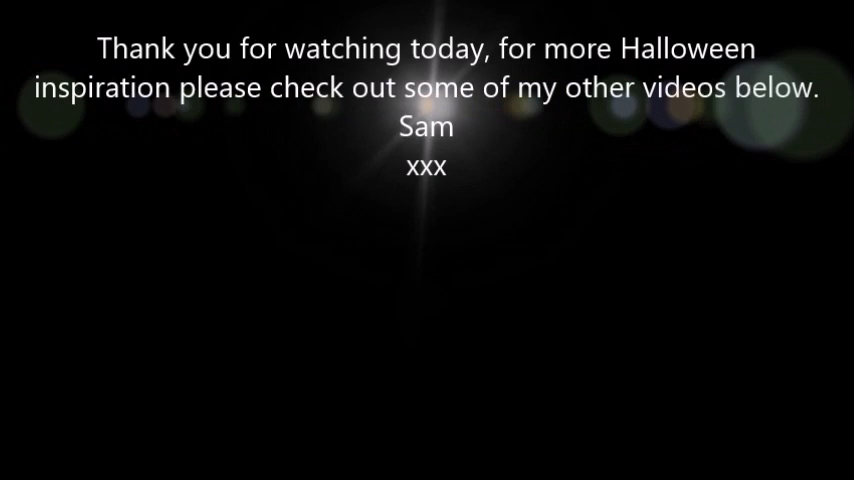 Thank you for watching today, for more Halloween
inspiration please check out some of my other videos below.
Sam
xxx